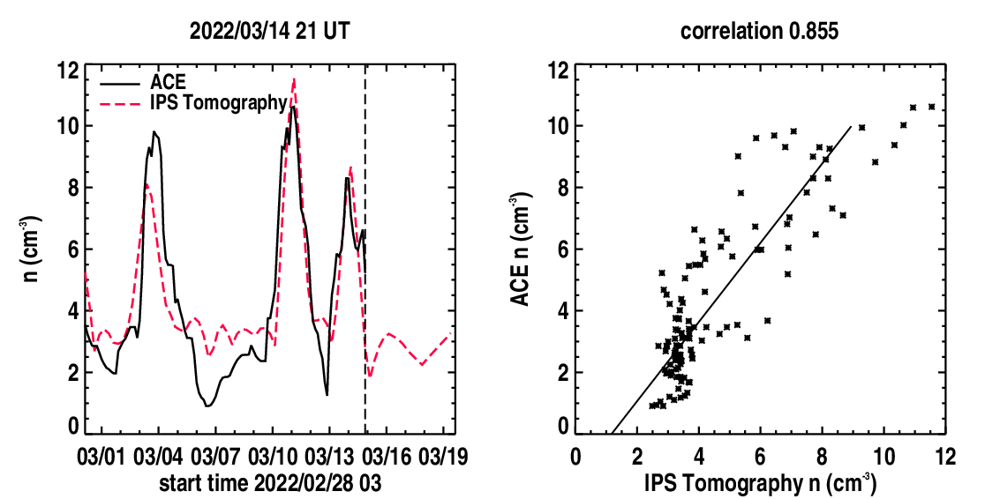 2022/03/14 21 UT
12
10
8
6
4
2
0
n (cm-3)
ACE
IPS Tomography
03/01 03/04 03/07 03/10 03/13 03/16 03/19
start time 2022/02/28 03
correlation 0.855
12
10
8
6
4
2
0
ACE n (cm-3)
0 2 4 6 8 10 12
IPS Tomography n (cm-3)